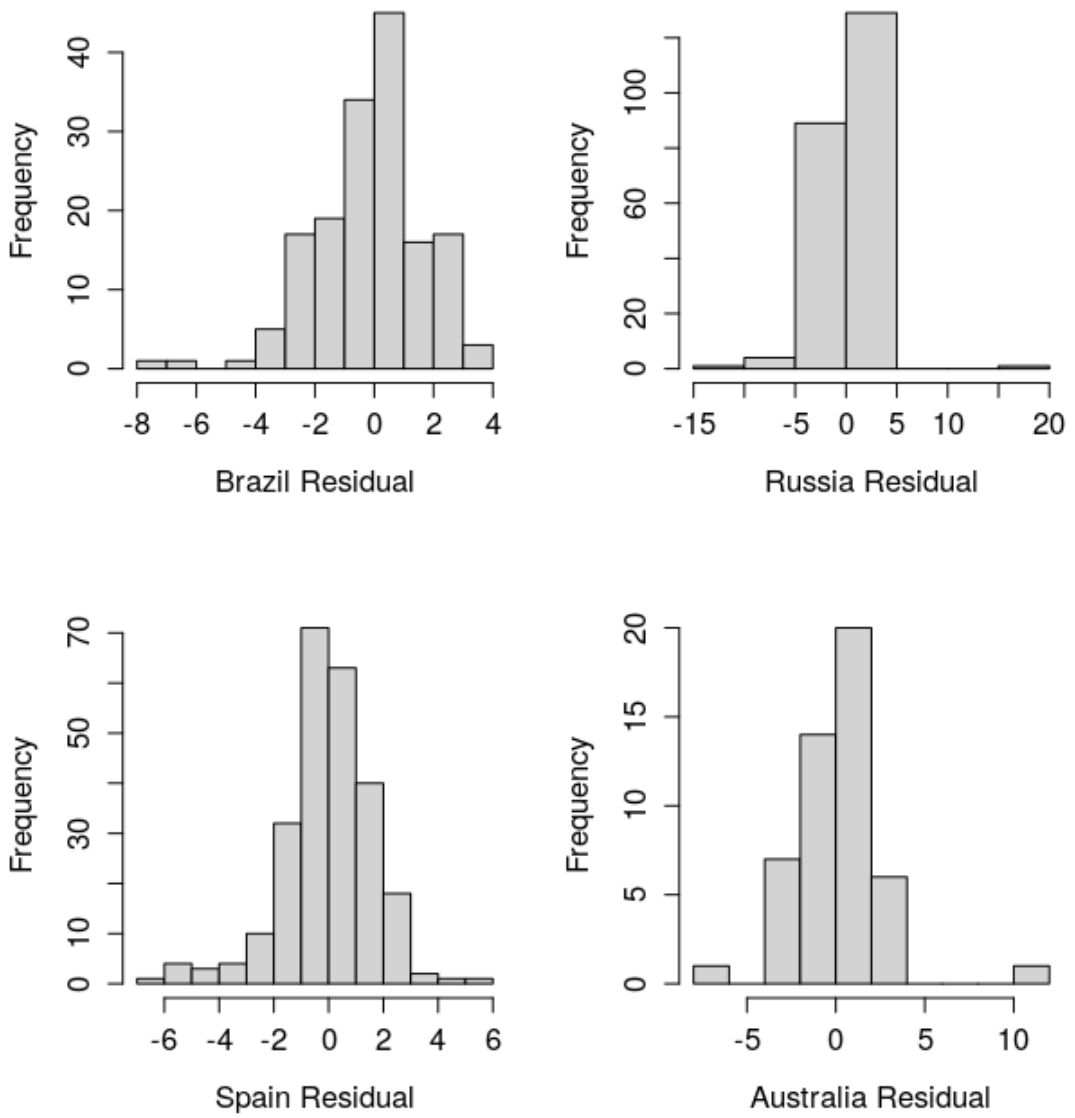 Frequency
0 10 20 30 40
-8 -6 -4 -2 0 2 4
Brazil Residual
Frequency
0 20 60 100
-15 -5 0 5 10 20
Russia Residual
Frequency
0 10 30 50 70
-6 -4 -2 0 2 4 6
Spain Residual
Frequency
0 5 10 15 20
-5 0 5 10
Australia Residual